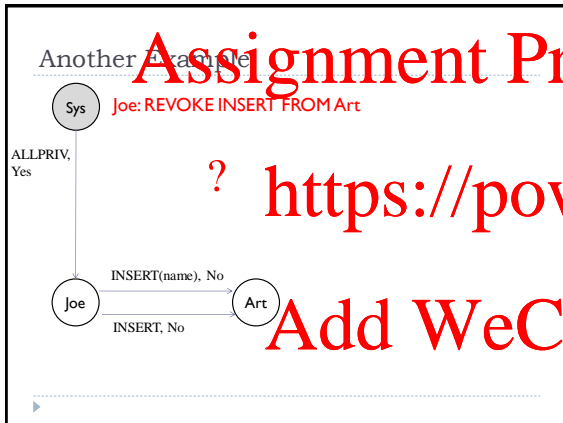 Another Example
Assignment Pr
Sys
Joe: REVOKE INSERT FROM Art
ALLPRIV,
Yes
?
https://pov
INSERT(name), No
Joe
Art
INSERT, No
Add WeC